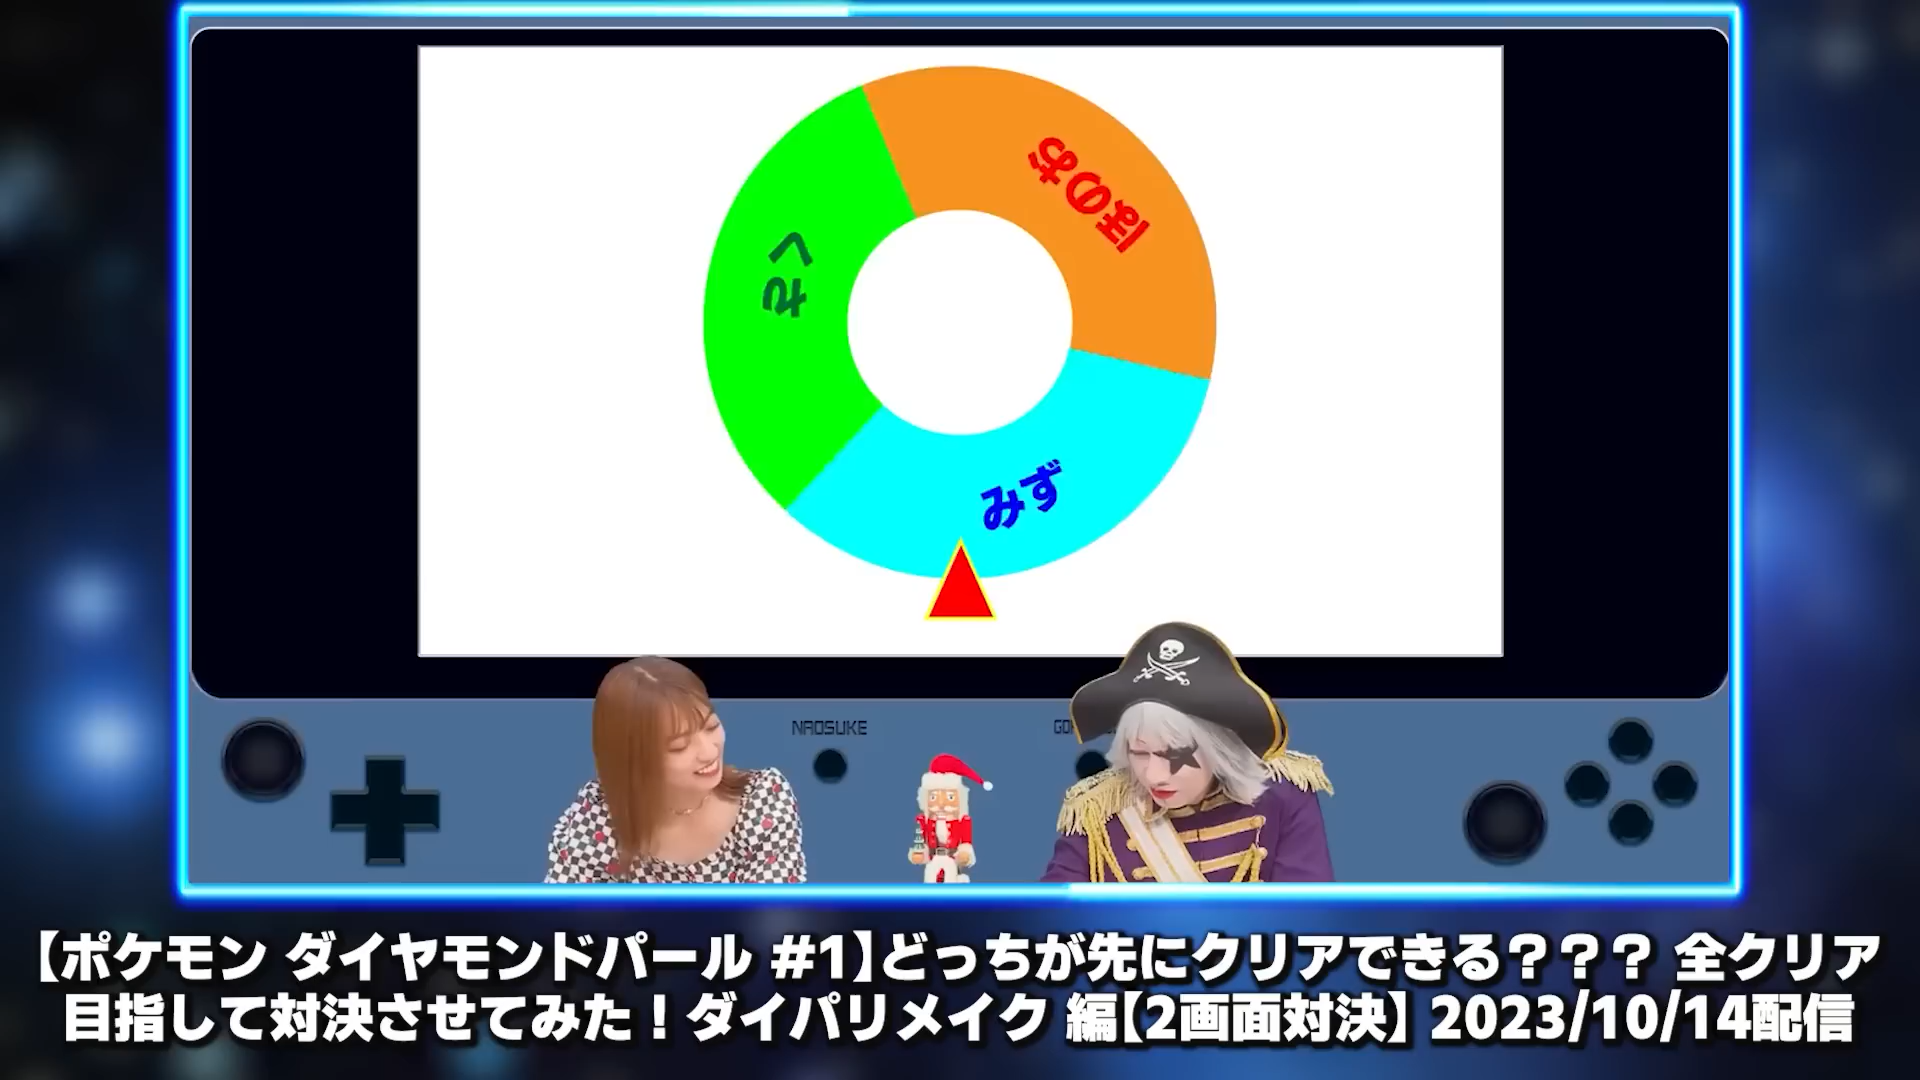 ほのお
くさ
みず
NAOSUKE
【ポケモン ダイヤモンドパール #1】どっちが先にクリアできる？？？ 全クリア
目指して対決させてみた！ダイパリメイク 編【2画面対決】 2023/10/14配信